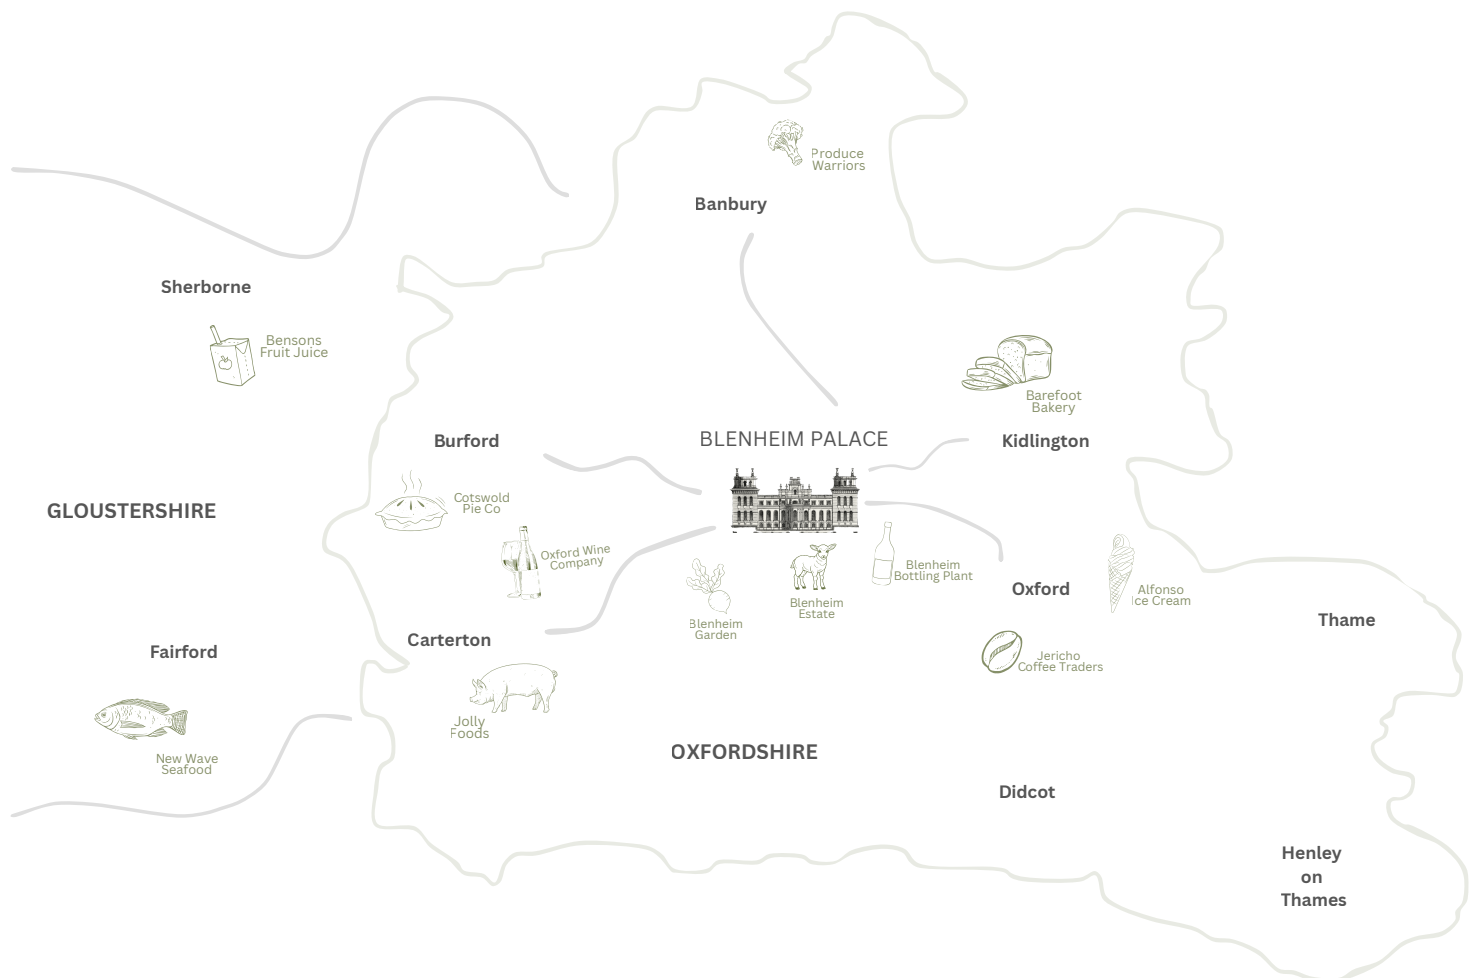 Produce
Warriors
Banbury
Sherborne
Bensons
Fruit Juice
Barefoot
Bakery
Burford
BLENHEIM PALACE
Kidlington
Cotswold
Pie Co
GLOUSTERSHIRE
Oxford Wine
Company
Blenheim
Bottling Plant
Oxford
Alfonso
Ice Cream
Blenheim
Estate
Blenheim
Garden
Thame
Carterton
Fairford
Jericho
Coffee Traders
Jolly
Foods
New Wave
Seafood
OXFORDSHIRE
Didcot
Henley
on
Thames